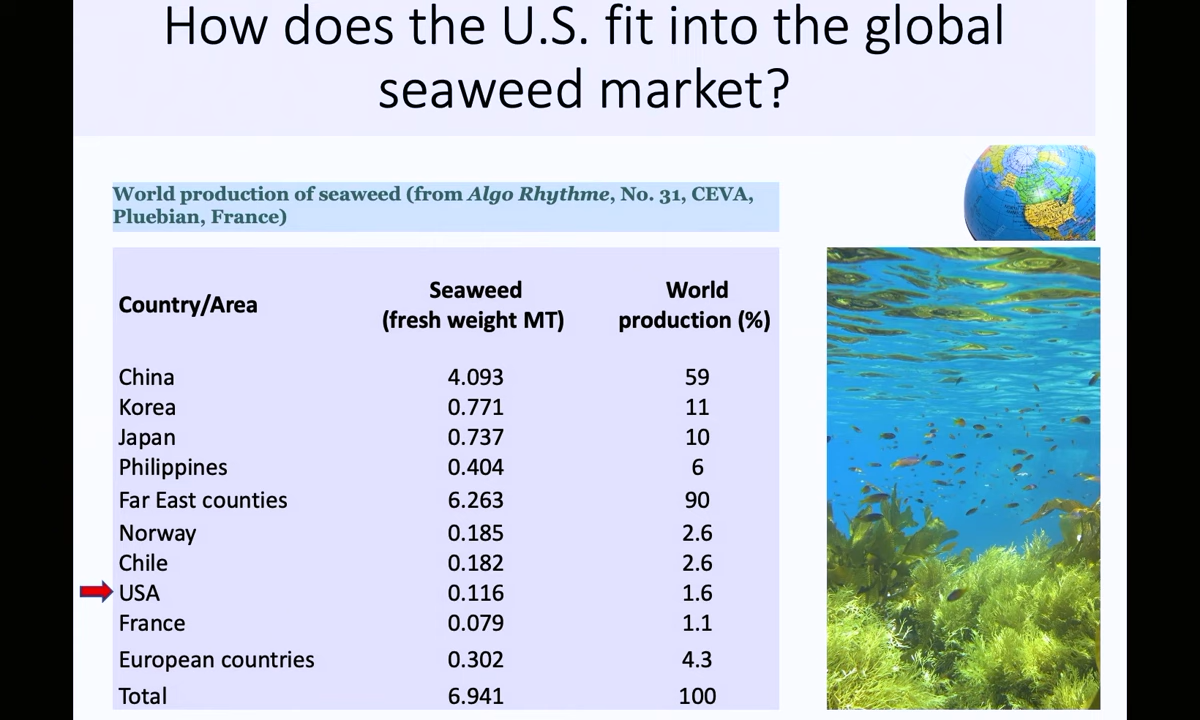 How does the U.S. fit into the global
seaweed market?
World production of seaweed (from Algo Rhythme, No. 31, CEVA,
Pluebian, France)
Country/Area Seaweed (fresh weight MT) World production (%)
China 4.093 59
Korea 0.771 11
Japan 0.737 10
Philippines 0.404 6
Far East counties 6.263 90
Norway 0.185 2.6
Chile 0.182 2.6
USA 0.116 1.6
France 0.079 1.1
European countries 0.302 4.3
Total 6.941 100